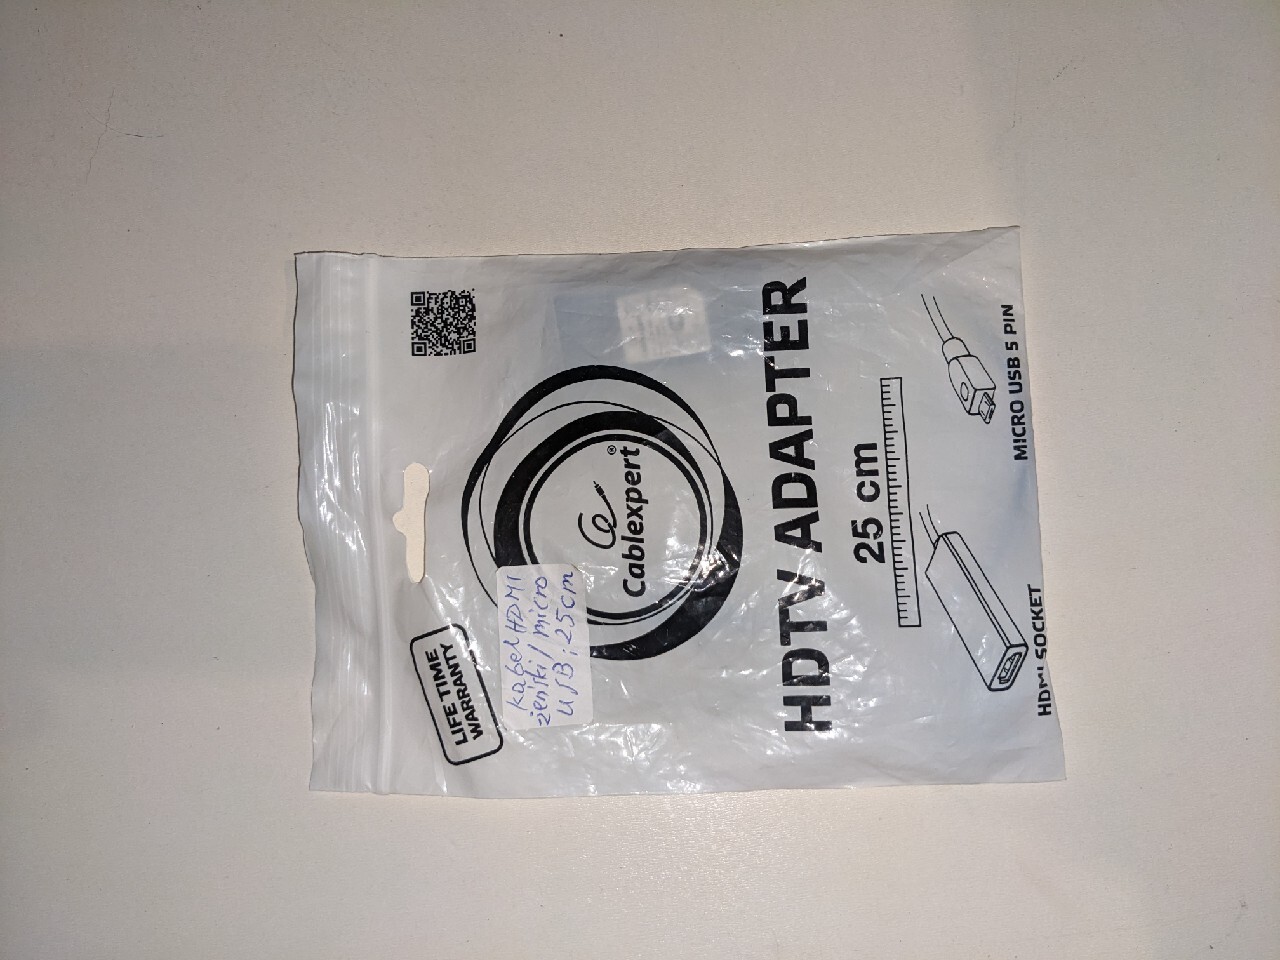 Cablexpert®
LIFE TIME
WARRANTY
kabel HDMI
żeński/micro
USB; 25cm
HDTV ADAPTER
25 cm
HDMI SOCKET
MICRO USB 5 PIN